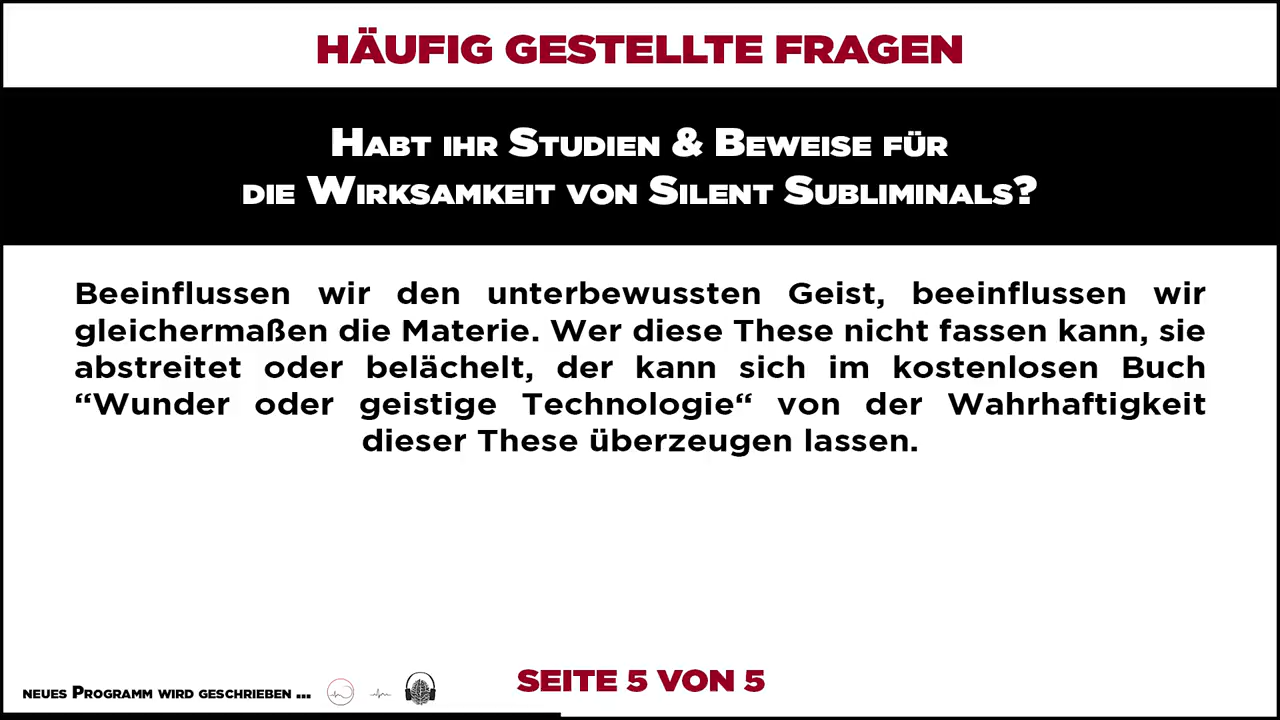 HÄUFIG GESTELLTE FRAGEN
HABT IHR STUDIEN & BEWEISE FÜR
DIE WIRKSAMKEIT VON SILENT SUBLIMINALS?
Beeinflussen wir den unterbewussten Geist, beeinflussen wir
gleichermaßen die Materie. Wer diese These nicht fassen kann, sie
abstreitet oder belächelt, der kann sich im kostenlosen Buch
“Wunder oder geistige Technologie“ von der Wahrhaftigkeit
dieser These überzeugen lassen.
SEITE 5 VON 5
NEUES PROGRAMM WIRD GESCHRIEBEN ...